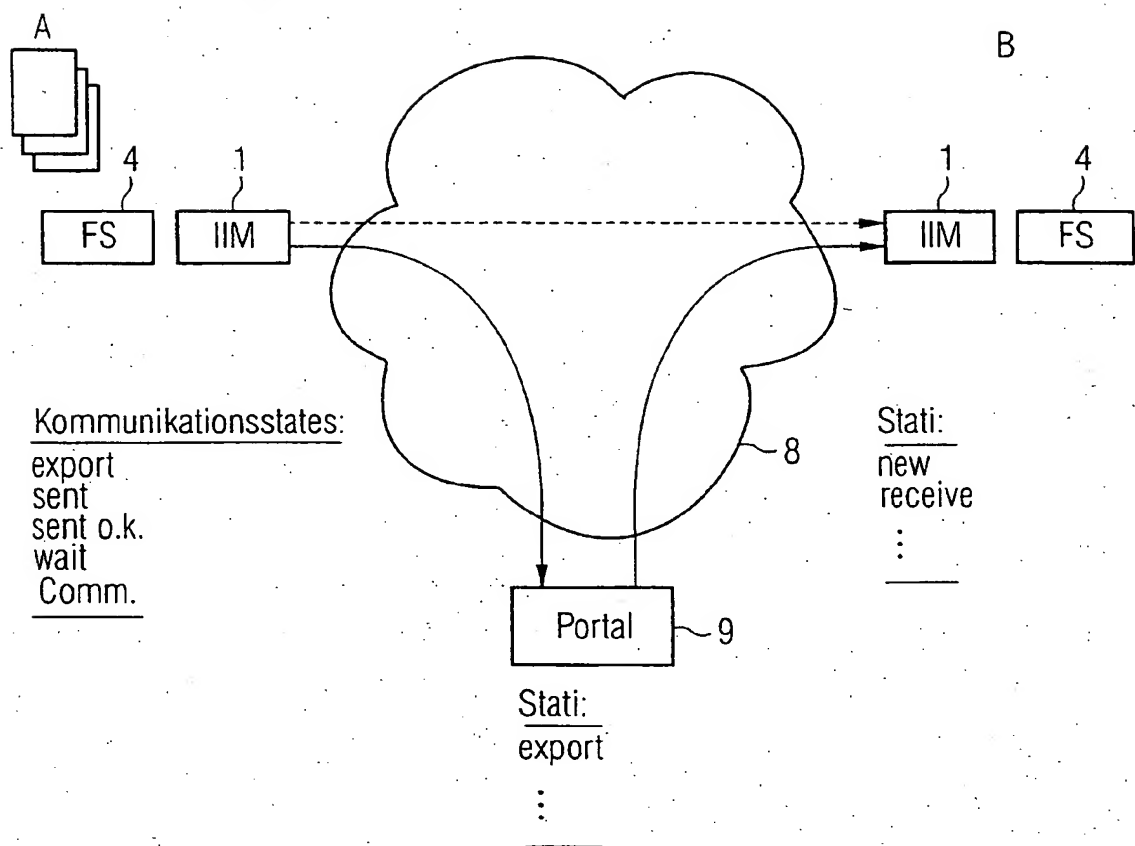 A
B
4
1
1
4
FS
IIM
IIM
FS
Kommunikationsstates:
export
sent
sent o.k.
wait
Comm.
8
Stati:
new
receive
Portal
9
Stati:
export